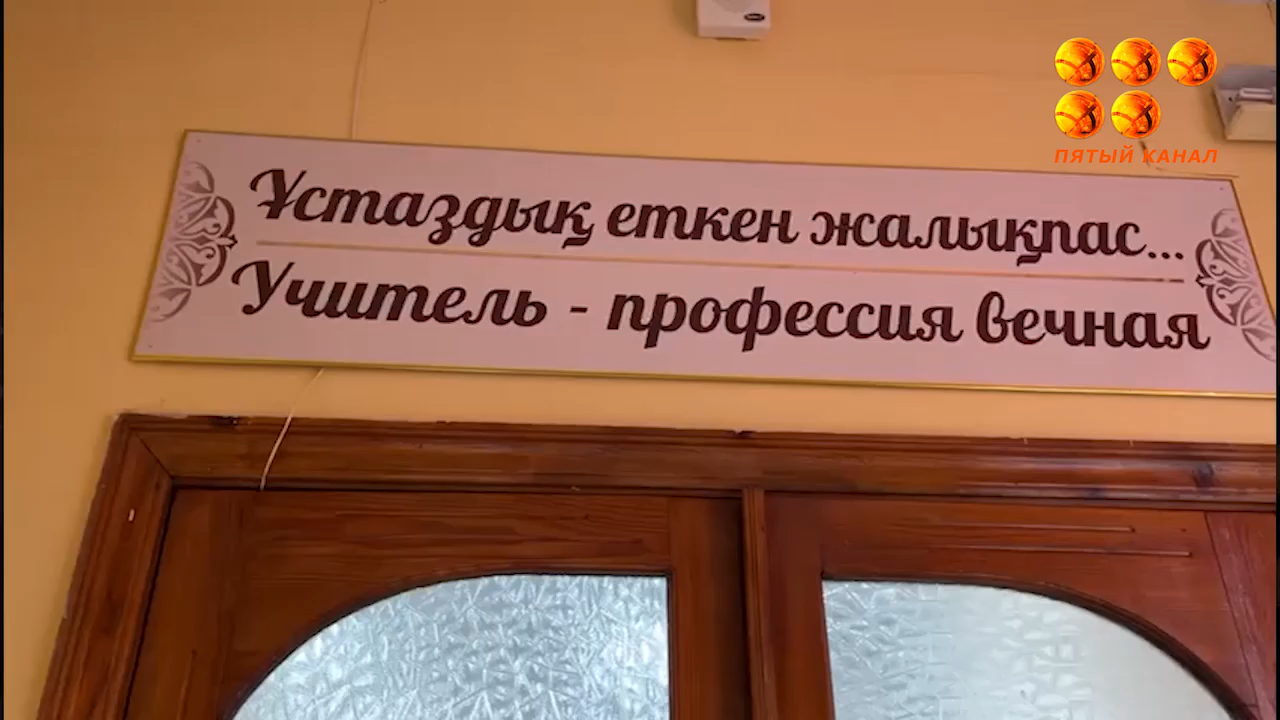 Ұстаздық еткен жалықпас...
Учитель - профессия вечная
ПЯТЫЙ КАНАЛ